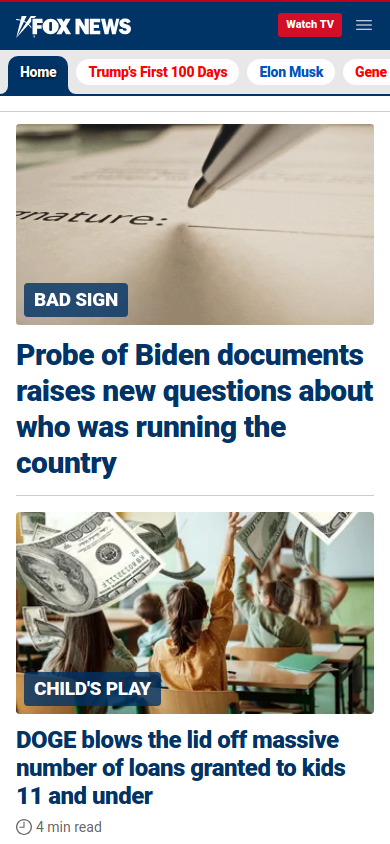 FOX NEWS
Watch TV
Home
Trump's First 100 Days
Elon Musk
Gene
nature:
BAD SIGN
Probe of Biden documents
raises new questions about
who was running the
country
100
CHILD'S PLAY
DOGE blows the lid off massive
number of loans granted to kids
11 and under
4 min read